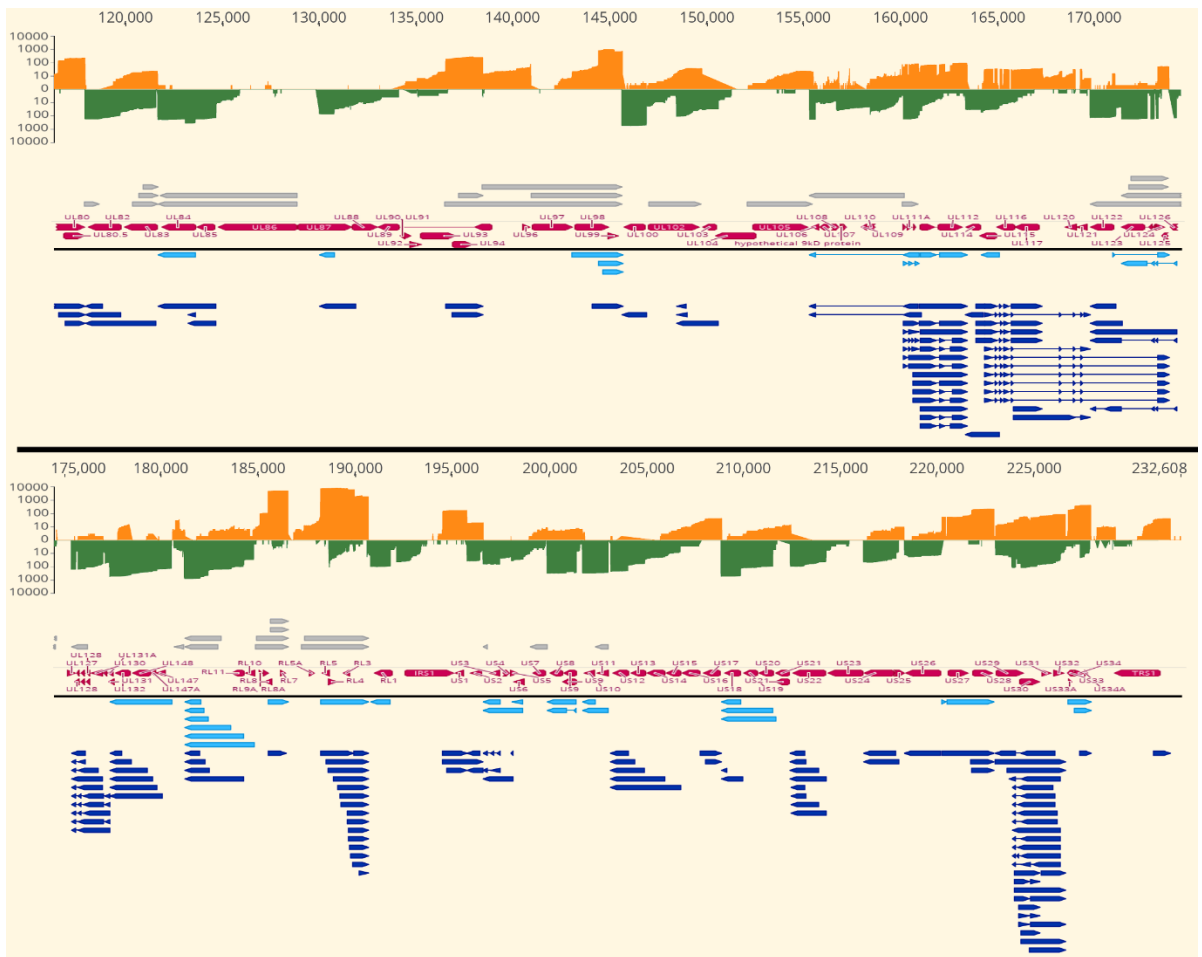 120,000 125,000 130,000 135,000 140,000 145,000 150,000 155,000 160,000 165,000 170,000
10000
1000
100
10
0
10
100
1000
10000
UL80 UL82 UL84 UL88 UL90 UL91 UL97 UL98 UL108 UL110 UL111A UL112 UL116 UL120 UL122 UL126
UL86 UL87 UL102 UL105
UL80.5 UL83 UL85 UL89 UL93 UL96 UL99 UL100 UL103 UL106 UL107 UL109 UL114 UL115 UL121 UL124
UL92 UL94 UL104 hypothetical 9kD protein UL117 UL123 UL125
175,000 180,000 185,000 190,000 195,000 200,000 205,000 210,000 215,000 220,000 225,000 232,608
10000
1000
100
10
0
10
100
1000
10000
UL128 UL131A
UL127 UL130 UL148 RL10 RL5A RL5 RL3 US3 US4 US7 US8 US11 US13 US15 US17 US20 US21 US23 US26 US29 US31 US32 US34
RL11 IRS1 TRS1
UL131 UL147 RL8 RL7 RL4 RL1 US1 US2 US5 US9 US12 US14 US16 US21 US22 US24 US25 US27 US28 US33
UL128 UL132 UL147A RL9A RL8A US6 US9 US10 US18 US19 US30 US33A US34A